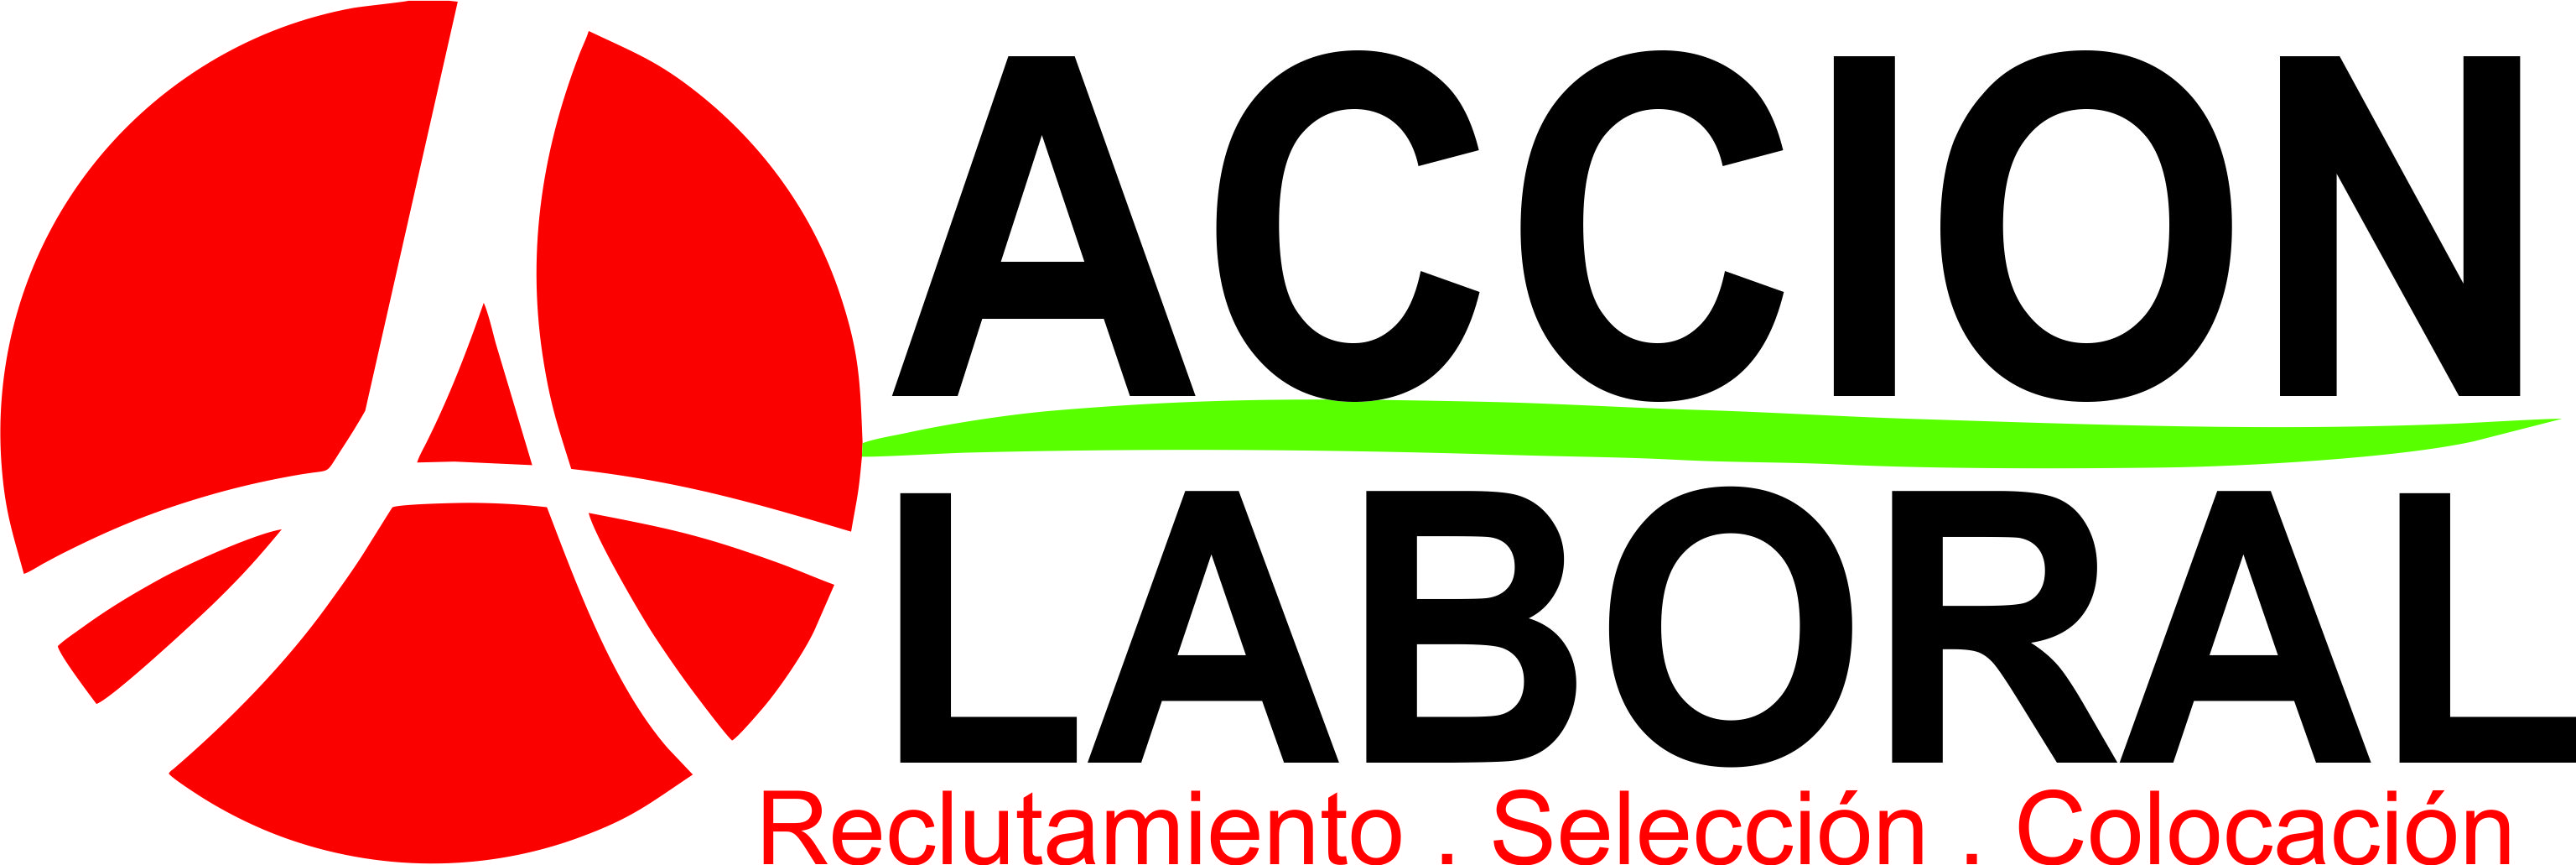 ACCION
LABORAL
Reclutamiento . Selección . Colocación